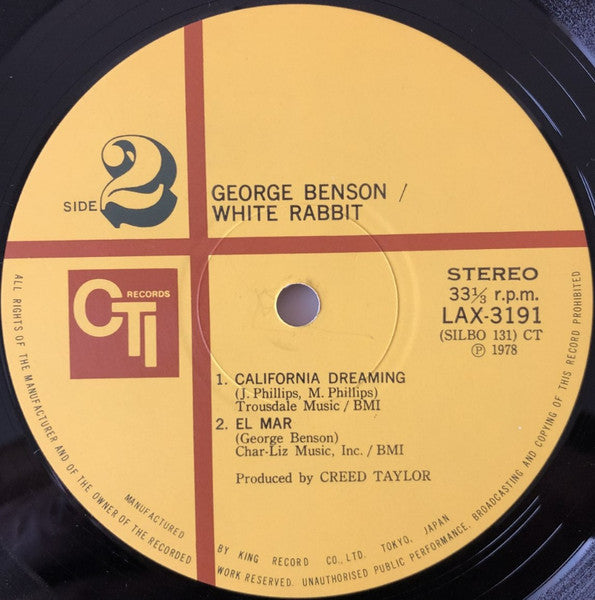 SIDE 2
GEORGE BENSON /
WHITE RABBIT
CTI RECORDS
STEREO
33⅓ r.p.m.
LAX-3191
(SILBO 131) CT
Ⓟ 1978
1. CALIFORNIA DREAMING
(J. Phillips, M. Phillips)
Trousdale Music / BMI
2. EL MAR
(George Benson)
Char-Liz Music, Inc. / BMI
Produced by CREED TAYLOR
MANUFACTURED BY KING RECORD CO., LTD. TOKYO, JAPAN
ALL RIGHTS OF THE MANUFACTURER AND OF THE OWNER OF THE RECORDED WORK RESERVED. UNAUTHORISED PUBLIC PERFORMANCE, BROADCASTING AND COPYING OF THIS RECORD PROHIBITED